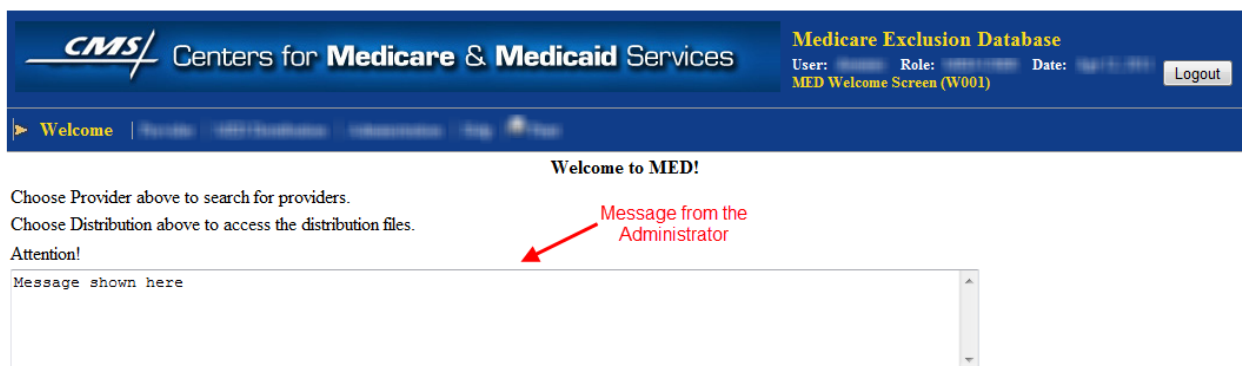 CMS Centers for Medicare & Medicaid Services
Medicare Exclusion Database
User: Role: Date:
MED Welcome Screen (W001)
Logout
Welcome
Welcome to MED!
Choose Provider above to search for providers.
Choose Distribution above to access the distribution files.
Message from the
Administrator
Attention!
Message shown here